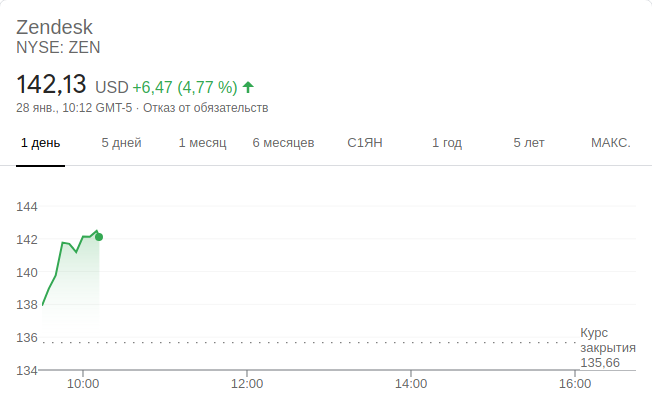 Zendesk
NYSE: ZEN
142,13 USD +6,47 (4,77 %)
28 янв., 10:12 GMT-5 · Отказ от обязательств
1 день 5 дней 1 месяц 6 месяцев С1ЯН 1 год 5 лет МАКС.
144
142
140
138
136
134
Курс
закрытия
135,66
10:00 12:00 14:00 16:00